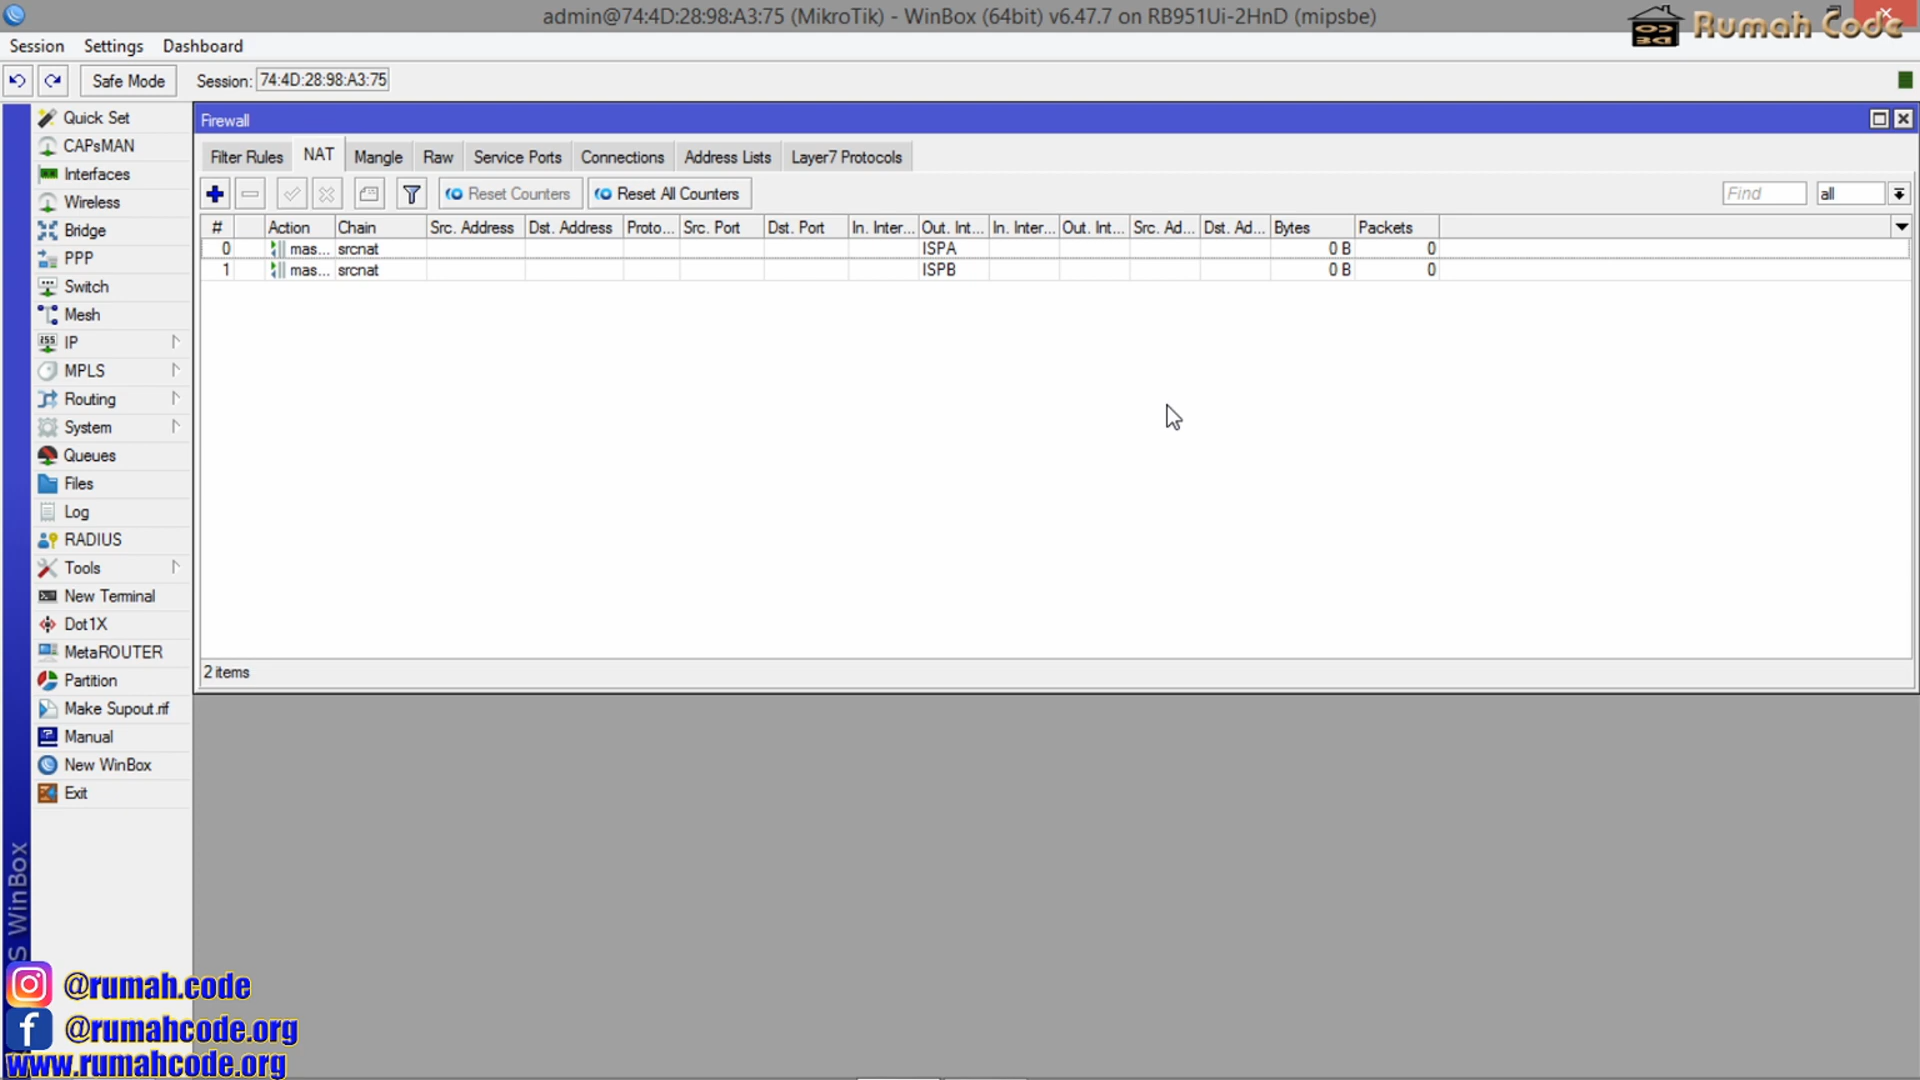 admin@74:4D:28:98:A3:75 (MikroTik) - WinBox (64bit) v6.47.7 on RB951Ui-2HnD (mipsbe)
Rumah Code
Session Settings Dashboard
Safe Mode Session: 74:4D:28:98:A3:75
Quick Set
CAPsMAN
Interfaces
Wireless
Bridge
PPP
Switch
Mesh
IP
MPLS
Routing
System
Queues
Files
Log
RADIUS
Tools
New Terminal
Dot1X
MetaROUTER
Partition
Make Supout.rif
Manual
New WinBox
Exit
Firewall
Filter Rules NAT Mangle Raw Service Ports Connections Address Lists Layer7 Protocols
Reset Counters Reset All Counters Find all
# Action Chain Src. Address Dst. Address Proto... Src. Port Dst. Port In. Inter... Out. Int... In. Inter... Out. Int... Src. Ad... Dst. Ad... Bytes Packets
0 mas... srcnat ISPA 0 B 0
1 mas... srcnat ISPB 0 B 0
2 items
S WinBox
@rumah.code
@rumahcode.org
www.rumahcode.org